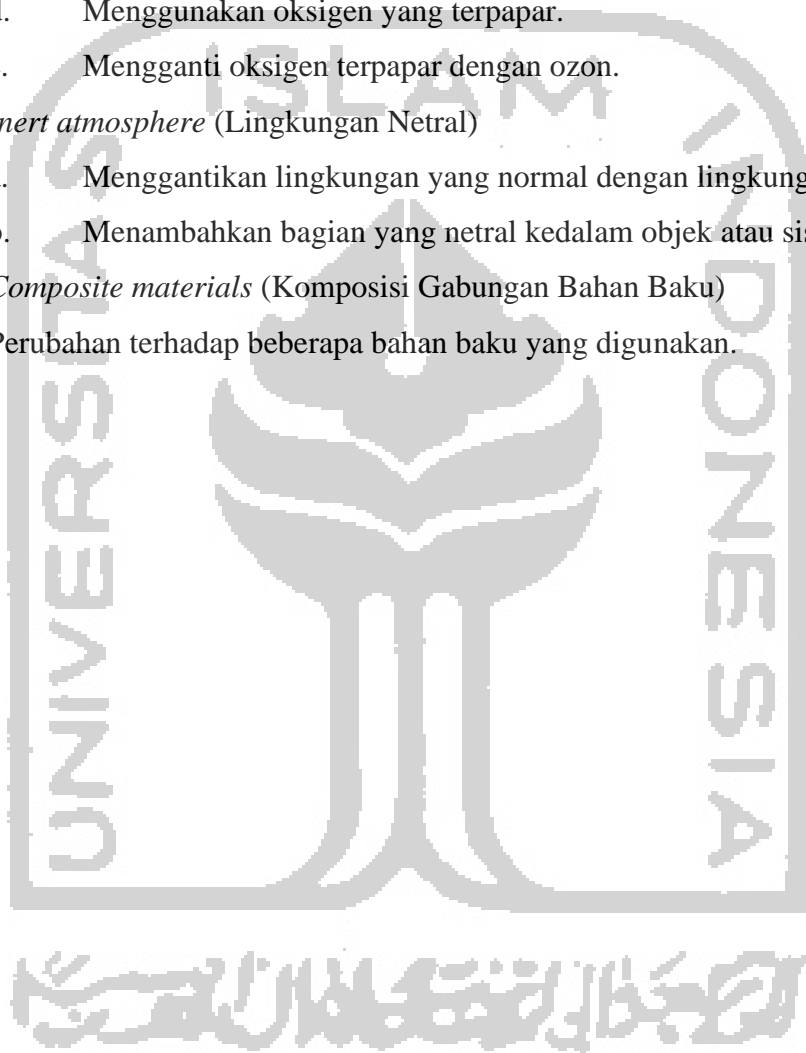 Menggunakan oksigen yang terpapar.
Mengganti oksigen terpapar dengan ozon.
nert atmosphere (Lingkungan Netral)
Menggantikan lingkungan yang normal dengan lingkung
b. Menambahkan bagian yang netral kedalam objek atau sis
Composite materials (Komposisi Gabungan Bahan Baku)
Perubahan terhadap beberapa bahan baku yang digunakan.
ISLAM
UNIVERSITAS
INDONESIA